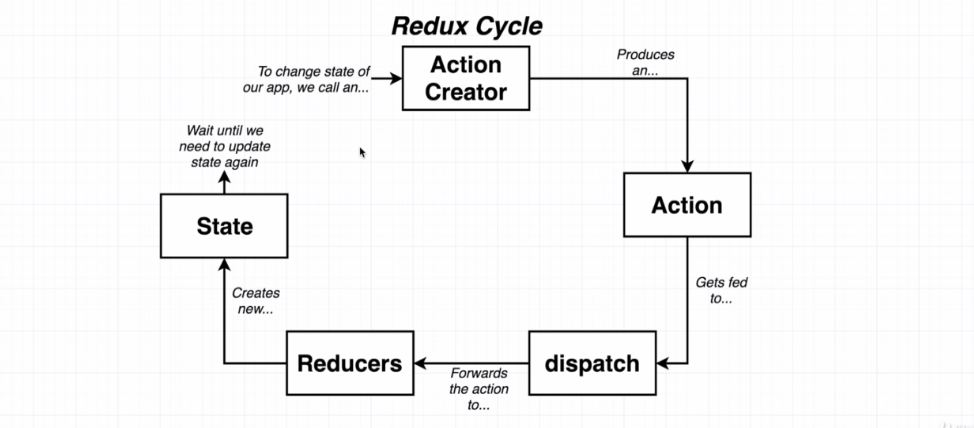 Redux Cycle
To change state of
our app, we call an...
Action
Creator
Produces
an...
Action
Gets fed
to...
dispatch
Forwards
the action
to...
Reducers
Creates
new...
State
Wait until we
need to update
state again